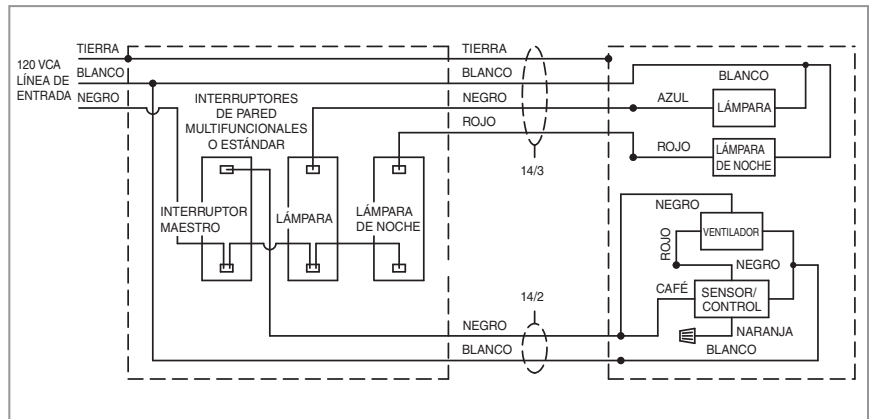 TIERRA
120 VCA
LÍNEA DE
ENTRADA
BLANCO
NEGRO
INTERRUPTORES
DE PARED
MULTIFUNCIONALES
O ESTÁNDAR
INTERRUPTOR
MAESTRO
LÁMPARA
LÁMPARA
DE NOCHE
TIERRA
BLANCO
NEGRO
ROJO
14/3
14/2
NEGRO
BLANCO
BLANCO
AZUL
LÁMPARA
ROJO
LÁMPARA
DE NOCHE
NEGRO
VENTILADOR
ROJO
NEGRO
CAFÉ
SENSOR/
CONTROL
NARANJA
BLANCO